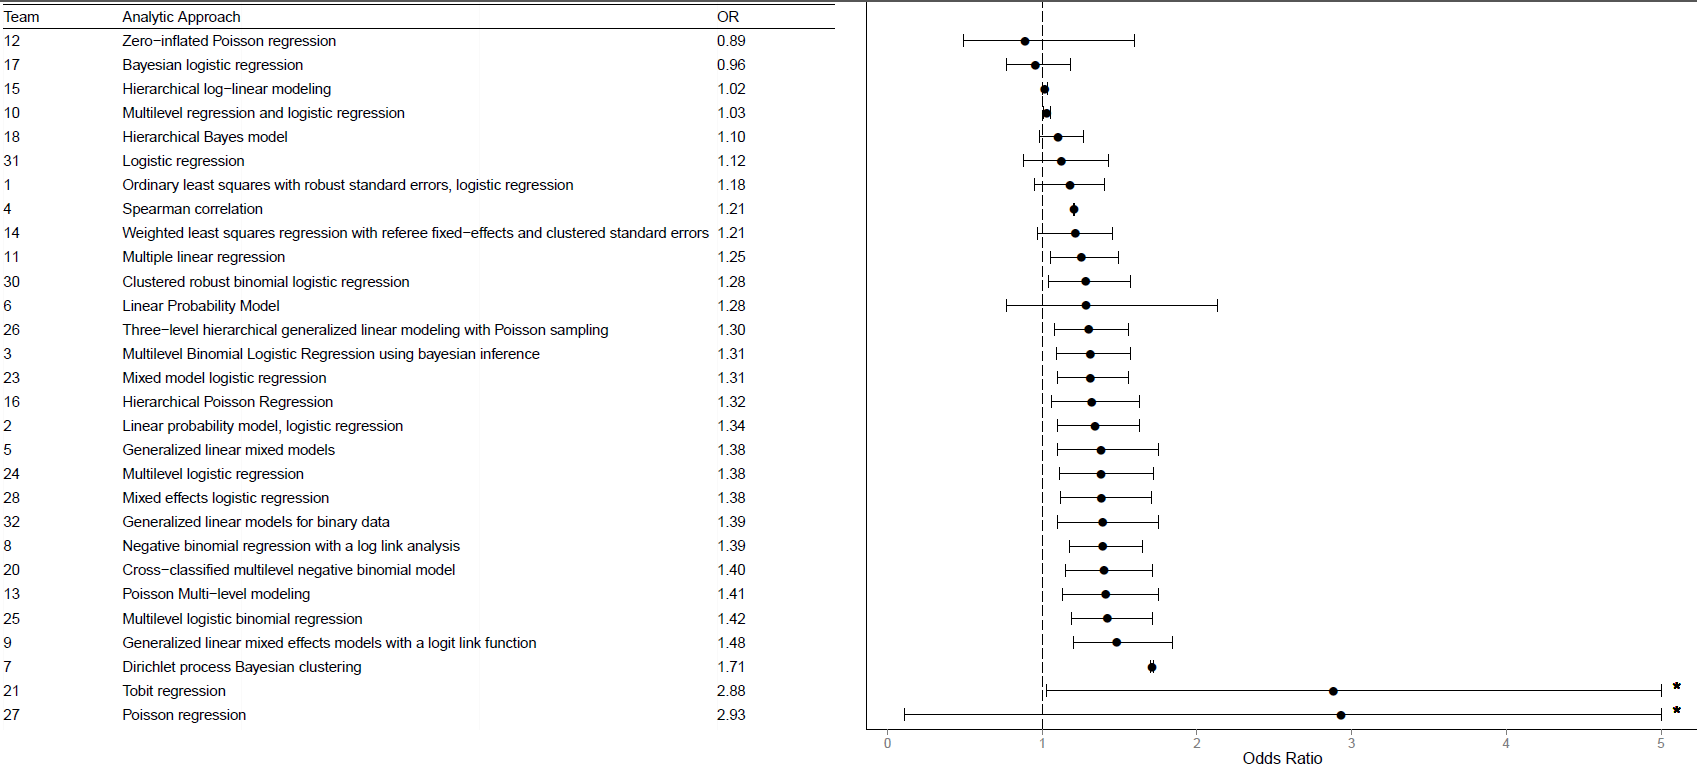 Team Analytic Approach OR
12 Zero−inflated Poisson regression 0.89
17 Bayesian logistic regression 0.96
15 Hierarchical log−linear modeling 1.02
10 Multilevel regression and logistic regression 1.03
18 Hierarchical Bayes model 1.10
31 Logistic regression 1.12
1 Ordinary least squares with robust standard errors, logistic regression 1.18
4 Spearman correlation 1.21
14 Weighted least squares regression with referee fixed−effects and clustered standard errors 1.21
11 Multiple linear regression 1.25
30 Clustered robust binomial logistic regression 1.28
6 Linear Probability Model 1.28
26 Three−level hierarchical generalized linear modeling with Poisson sampling 1.30
3 Multilevel Binomial Logistic Regression using bayesian inference 1.31
23 Mixed model logistic regression 1.31
16 Hierarchical Poisson Regression 1.32
2 Linear probability model, logistic regression 1.34
5 Generalized linear mixed models 1.38
24 Multilevel logistic regression 1.38
28 Mixed effects logistic regression 1.38
32 Generalized linear models for binary data 1.39
8 Negative binomial regression with a log link analysis 1.39
20 Cross−classified multilevel negative binomial model 1.40
13 Poisson Multi−level modeling 1.41
25 Multilevel logistic binomial regression 1.42
9 Generalized linear mixed effects models with a logit link function 1.48
7 Dirichlet process Bayesian clustering 1.71
21 Tobit regression 2.88 *
27 Poisson regression 2.93 *
0 1 2 3 4 5
Odds Ratio